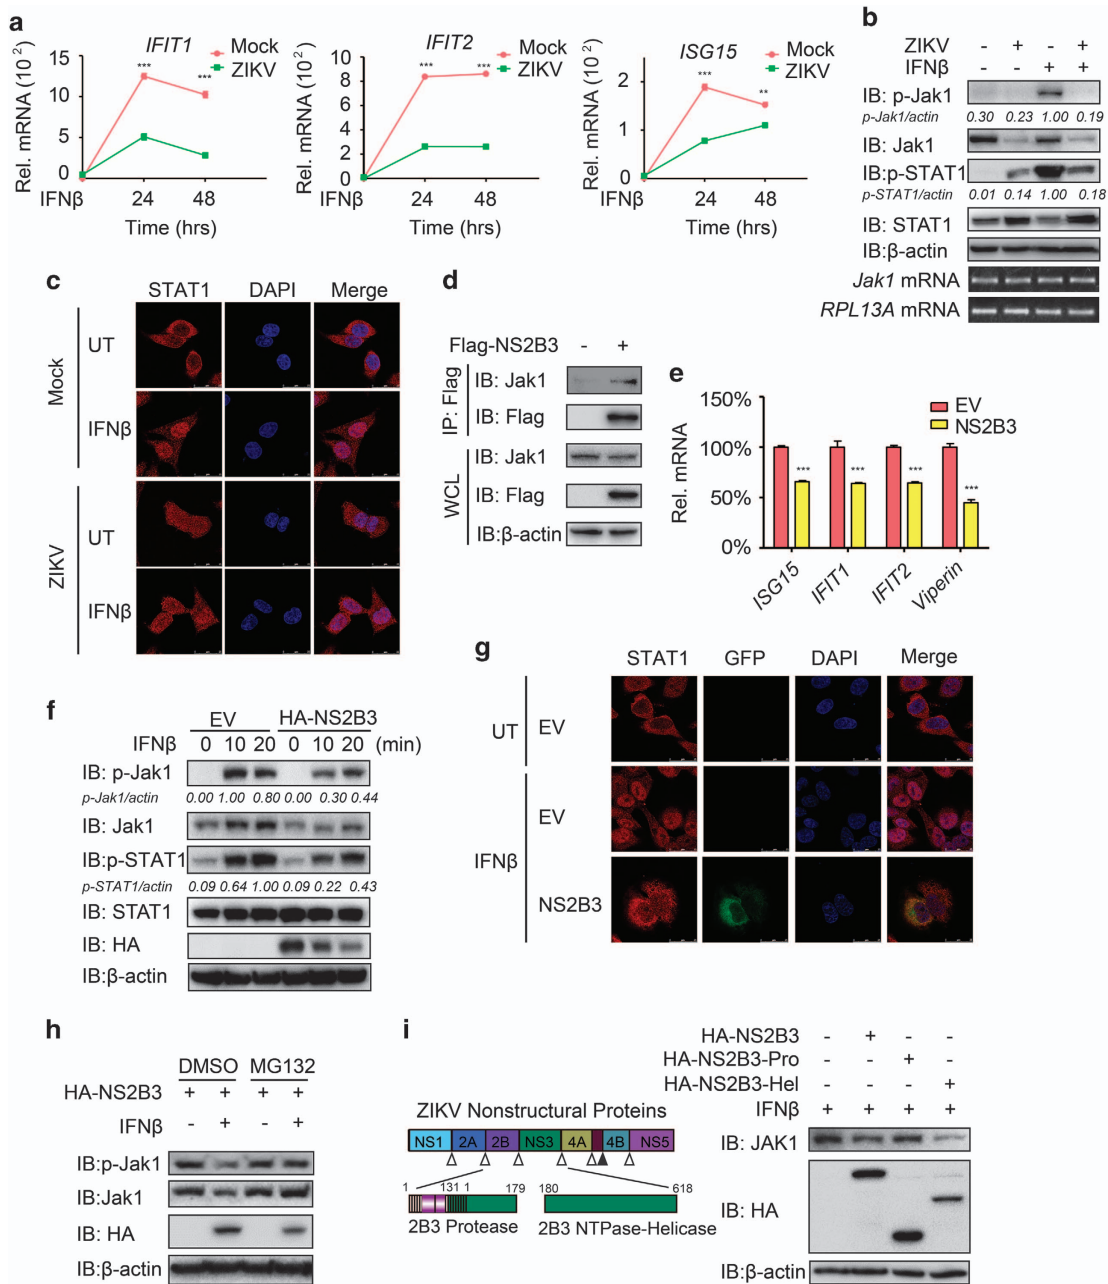 a
IFIT1
Mock
ZIKV
Rel. mRNA (10²)
15
10
5
0
***
***
IFNβ
24
48
Time (hrs)
IFIT2
Mock
ZIKV
Rel. mRNA (10²)
10
8
6
4
2
0
***
***
IFNβ
24
48
Time (hrs)
ISG15
Mock
ZIKV
Rel. mRNA (10²)
2
1
0
***
**
IFNβ
24
48
Time (hrs)
b
ZIKV - + - +
IFNβ - - + +
IB: p-Jak1
p-Jak1/actin 0.30 0.23 1.00 0.19
IB: Jak1
IB:p-STAT1
p-STAT1/actin 0.01 0.14 1.00 0.18
IB: STAT1
IB:β-actin
Jak1 mRNA
RPL13A mRNA
c
STAT1 DAPI Merge
Mock
UT
IFNβ
ZIKV
UT
IFNβ
d
Flag-NS2B3 - +
IP: Flag
IB: Jak1
IB: Flag
WCL
IB: Jak1
IB: Flag
IB:β-actin
e
Rel. mRNA
150%
100%
50%
0%
EV
NS2B3
***
***
***
***
ISG15
IFIT1
IFIT2
Viperin
f
EV HA-NS2B3
IFNβ 0 10 20 0 10 20 (min)
IB: p-Jak1
p-Jak1/actin 0.00 1.00 0.80 0.00 0.30 0.44
IB: Jak1
IB:p-STAT1
p-STAT1/actin 0.09 0.64 1.00 0.09 0.22 0.43
IB: STAT1
IB: HA
IB:β-actin
g
STAT1 GFP DAPI Merge
UT
EV
IFNβ
EV
NS2B3
h
DMSO MG132
HA-NS2B3 + + + +
IFNβ - + - +
IB:p-Jak1
IB:Jak1
IB: HA
IB:β-actin
i
ZIKV Nonstructural Proteins
NS1 2A 2B NS3 4A 4B NS5
1 131 1 179 180 618
2B3 Protease
2B3 NTPase-Helicase
HA-NS2B3 - + - -
HA-NS2B3-Pro - - + -
HA-NS2B3-Hel - - - +
IFNβ + + + +
IB: JAK1
IB: HA
IB:β-actin